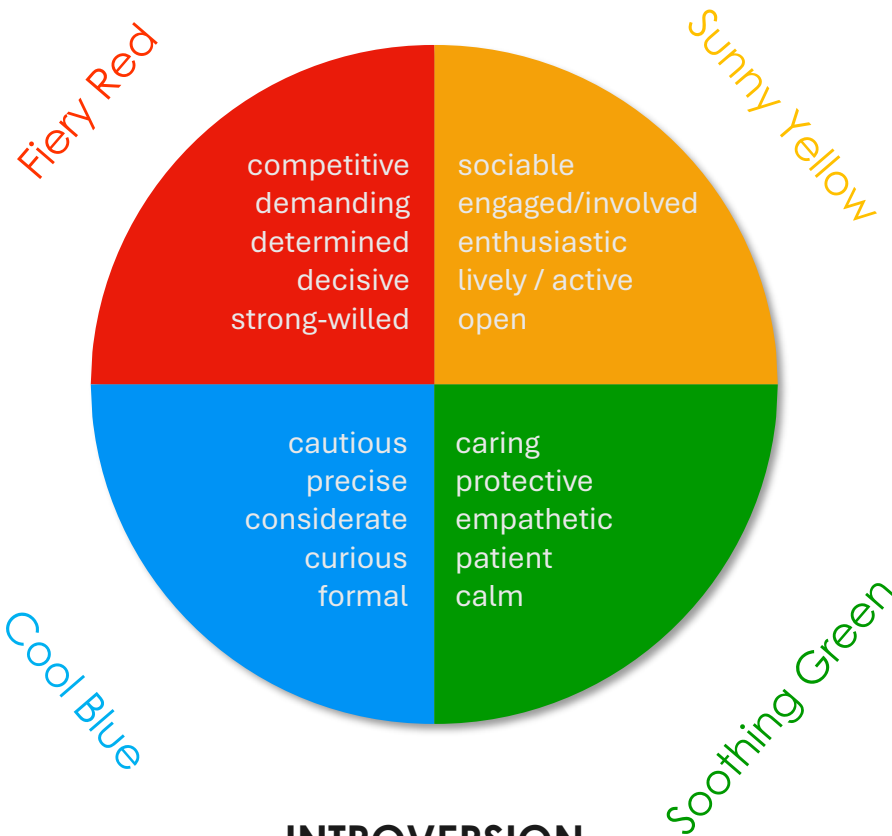 Fiery Red
Sunny Yellow
competitive
demanding
determined
decisive
strong-willed
sociable
engaged/involved
enthusiastic
lively / active
open
cautious
precise
considerate
curious
formal
caring
protective
empathetic
patient
calm
Cool Blue
Soothing Green
INTROVERSION